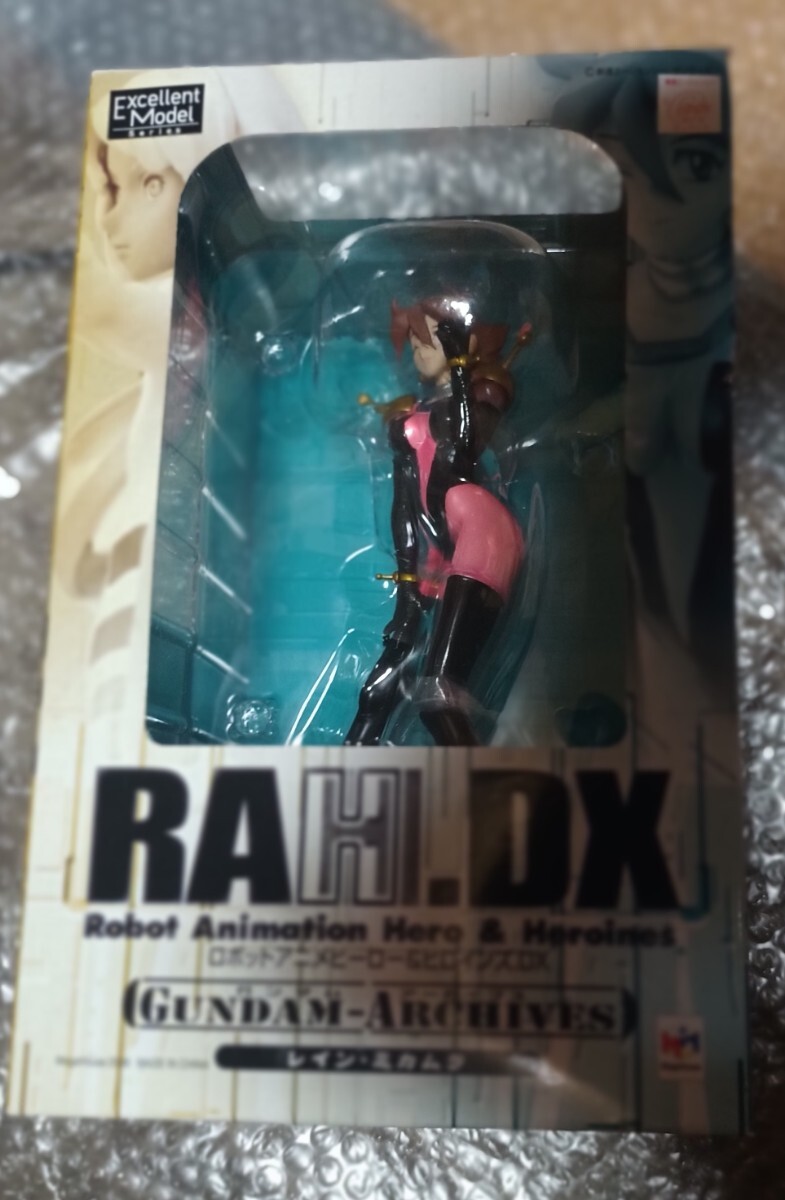 Excellent
Model
Series
RAH.DX
Robot Animation Hero & Heroines
ロボットアニメヒーロー&ヒロインズDX
GUNDAM-ARCHIVES
レイン・ミカムラ